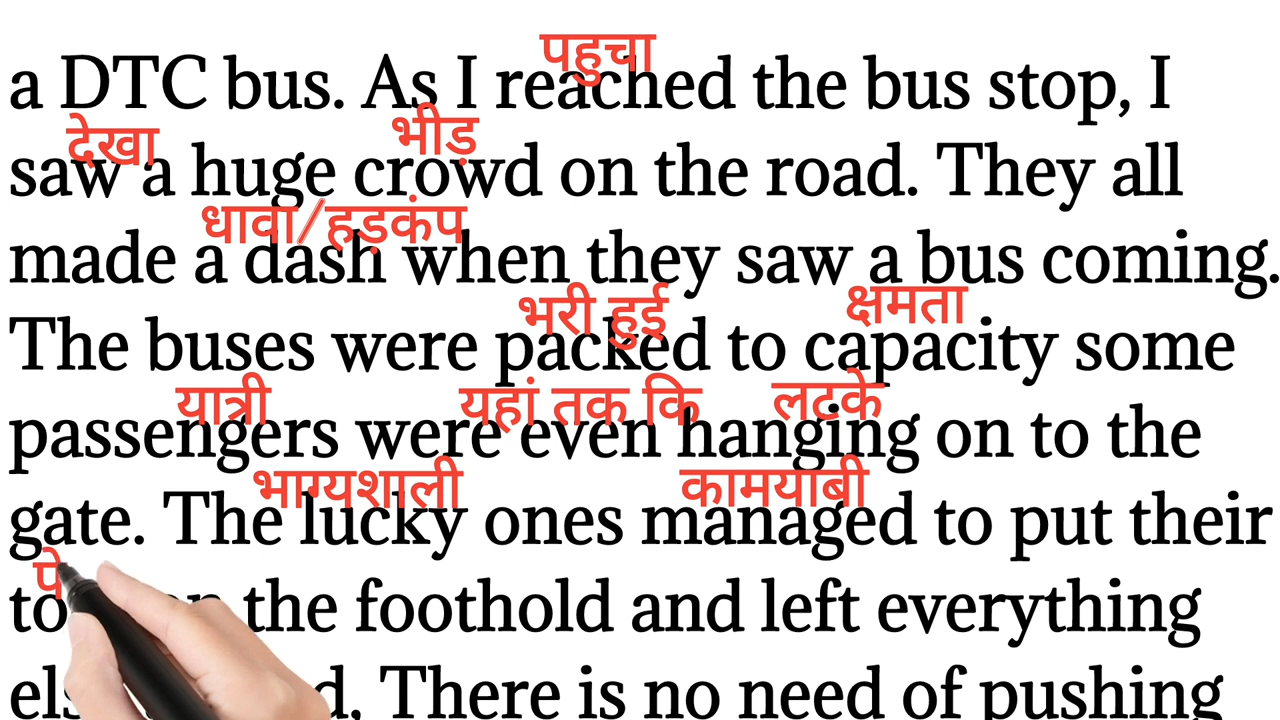 पहुचा
a DTC bus. As I reached the bus stop, I
देखा भीड़
saw a huge crowd on the road. They all
धावा/हड़कंप
made a dash when they saw a bus coming.
भरी हुई क्षमता
The buses were packed to capacity some
यात्री यहां तक कि लटके
passengers were even hanging on to the
भाग्यशाली कामयाबी
gate. The lucky ones managed to put their
the foothold and left everything
There is no need of pushing